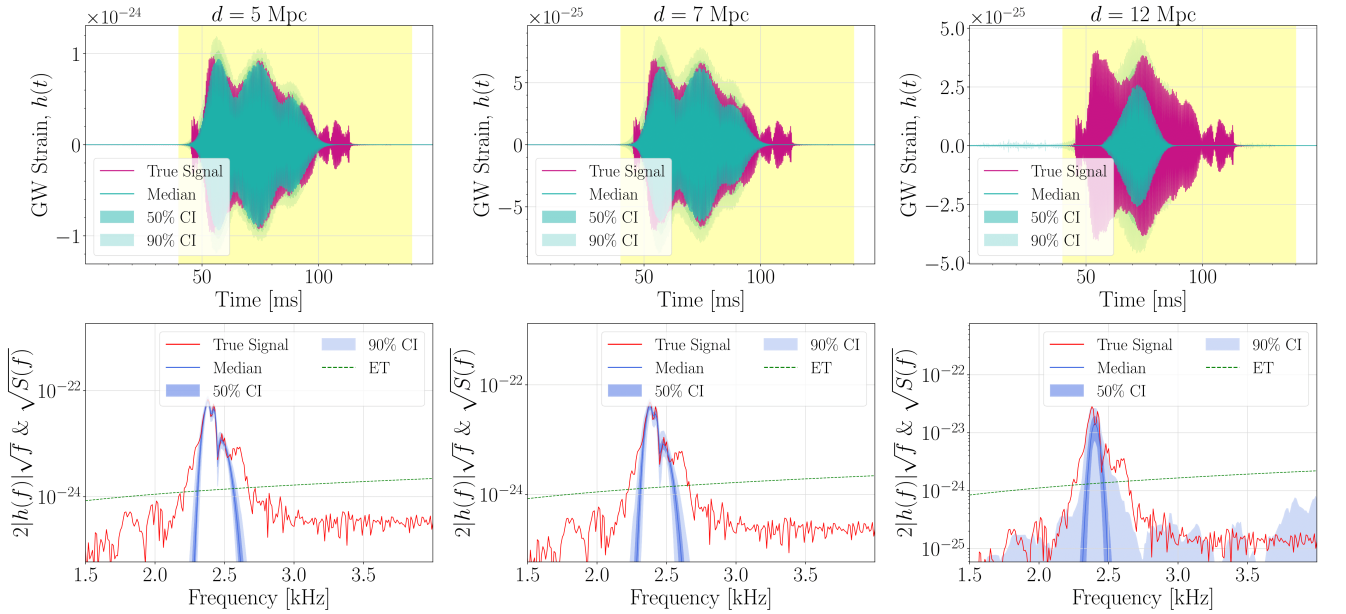 ×10⁻²⁴
d = 5 Mpc
1
0
−1
GW Strain, h(t)
True Signal
Median
50% CI
90% CI
50
100
Time [ms]
×10⁻²⁵
d = 7 Mpc
5
0
−5
GW Strain, h(t)
True Signal
Median
50% CI
90% CI
50
100
Time [ms]
×10⁻²⁵
d = 12 Mpc
5.0
2.5
0.0
−2.5
−5.0
GW Strain, h(t)
True Signal
Median
50% CI
90% CI
50
100
Time [ms]
2|h(f)|√f & √S(f)
10⁻²²
10⁻²⁴
True Signal
Median
50% CI
90% CI
ET
1.5
2.0
2.5
3.0
3.5
Frequency [kHz]
2|h(f)|√f & √S(f)
10⁻²²
10⁻²⁴
True Signal
Median
50% CI
90% CI
ET
1.5
2.0
2.5
3.0
3.5
Frequency [kHz]
2|h(f)|√f & √S(f)
10⁻²²
10⁻²³
10⁻²⁴
10⁻²⁵
True Signal
Median
50% CI
90% CI
ET
1.5
2.0
2.5
3.0
3.5
Frequency [kHz]